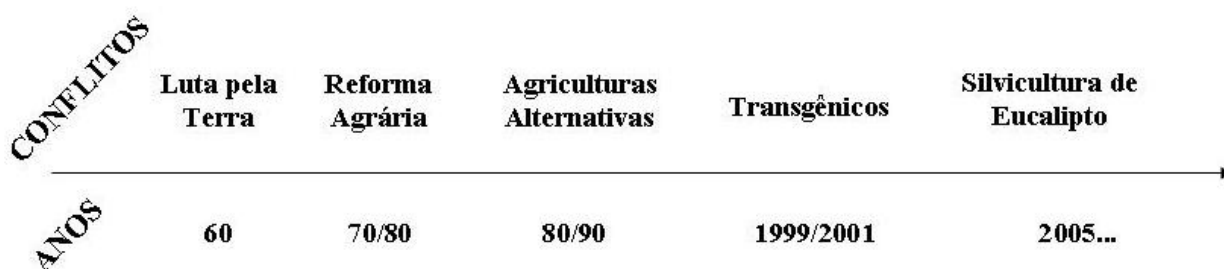 CONFLITOS
Luta pela
Terra
Reforma
Agrária
Agriculturas
Alternativas
Transgênicos
Silvicultura de
Eucalipto
ANOS
60
70/80
80/90
1999/2001
2005...